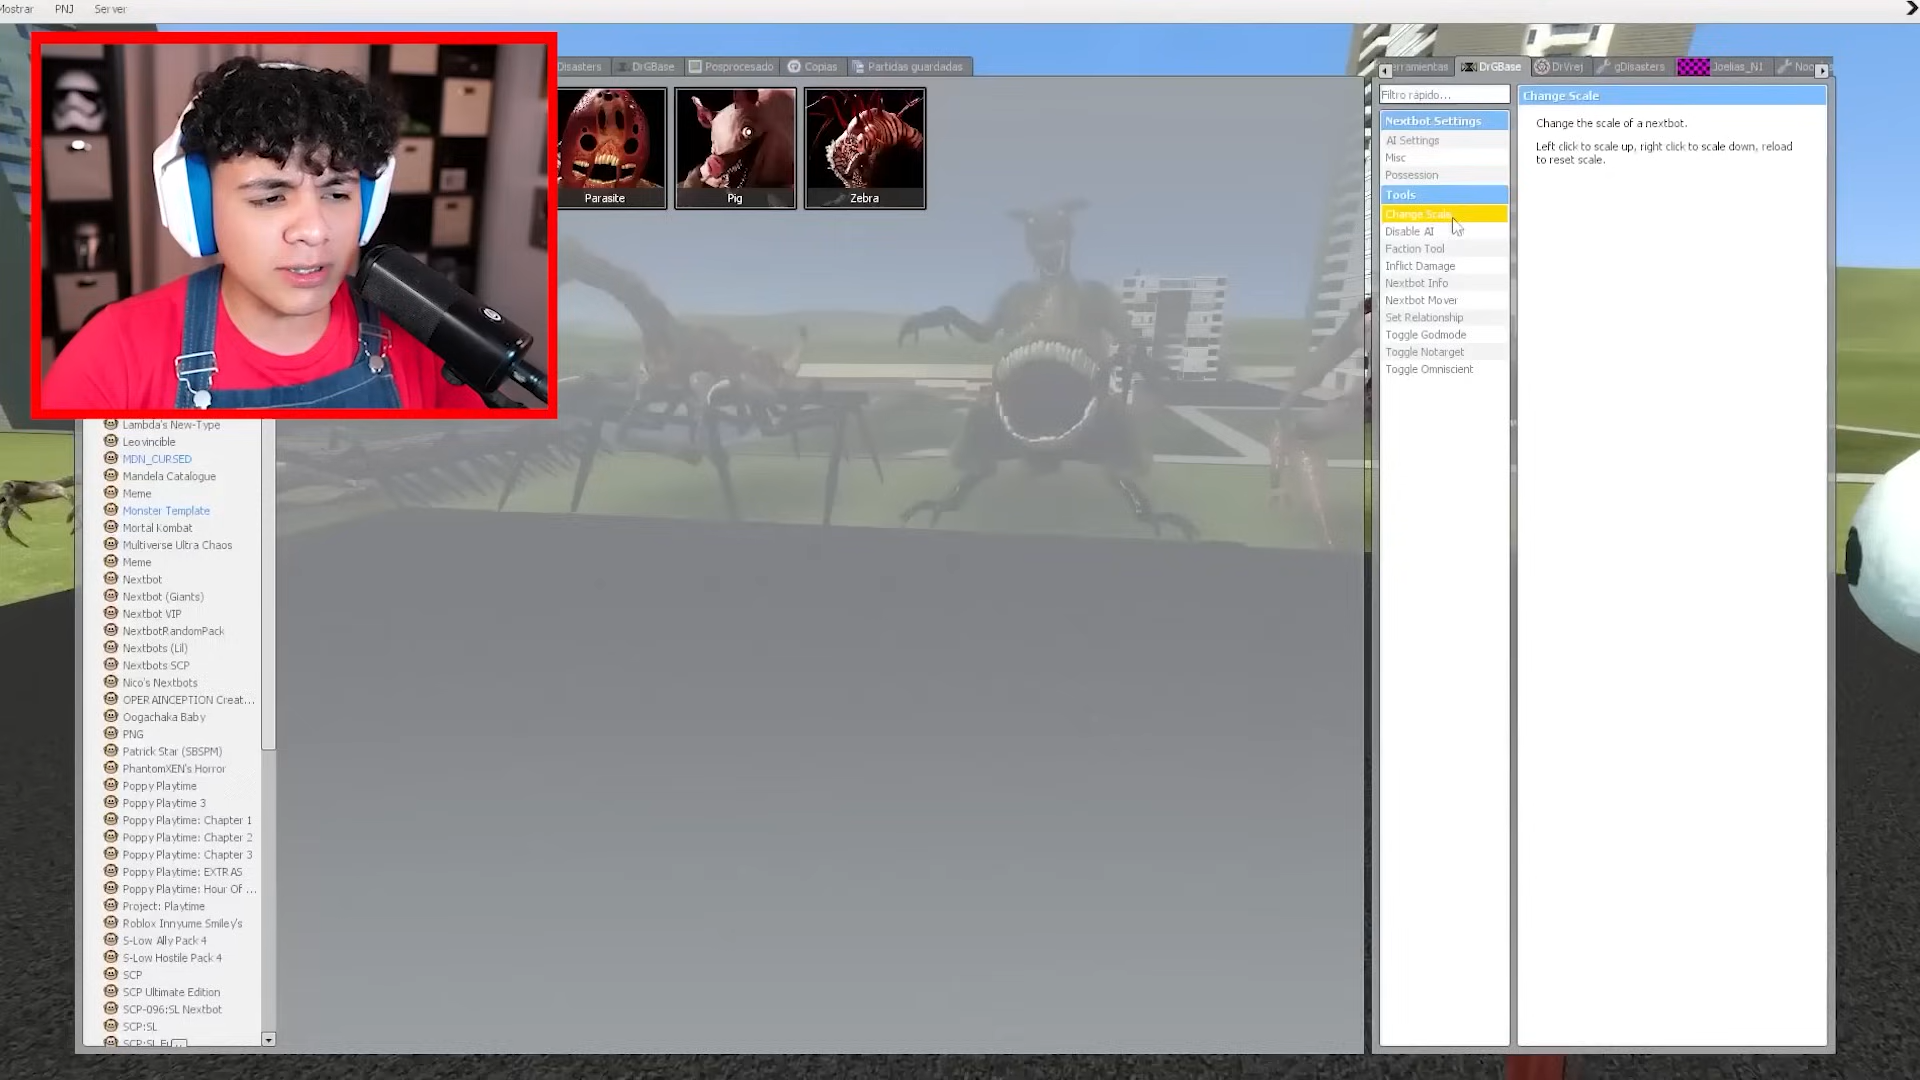 Mostrar PNJ Server
Disasters DrGBase Posprocesado Copias Partidas guardadas
Parasite
Pig
Zebra
Lambda's New-Type
Leovincible
MDN_CURSED
Mandela Catalogue
Meme
Monster Template
Mortal Kombat
Multiverse Ultra Chaos
Meme
Nextbot
Nextbot (Giants)
Nextbot VIP
NextbotRandomPack
Nextbots (Lil)
Nextbots SCP
Nico's Nextbots
OPERAINCEPTION Creat...
Oogachaka Baby
PNG
Patrick Star (SBSPM)
PhantomXEN's Horror
Poppy Playtime
Poppy Playtime 3
Poppy Playtime: Chapter 1
Poppy Playtime: Chapter 2
Poppy Playtime: Chapter 3
Poppy Playtime: EXTRAS
Poppy Playtime: Hour Of ...
Project: Playtime
Roblox Innyume Smiley's
S-Low Ally Pack 4
S-Low Hostile Pack 4
SCP
SCP Ultimate Edition
SCP-096:SL Nextbot
SCP:SL
erramientas DrGBase DrVrej gDisasters Joelias_N1
Filtro rápido...
Nextbot Settings
AI Settings
Misc
Possession
Tools
Change Scale
Disable AI
Faction Tool
Inflict Damage
Nextbot Info
Nextbot Mover
Set Relationship
Toggle Godmode
Toggle Notarget
Toggle Omniscient
Change Scale
Change the scale of a nextbot.
Left click to scale up, right click to scale down, reload
to reset scale.